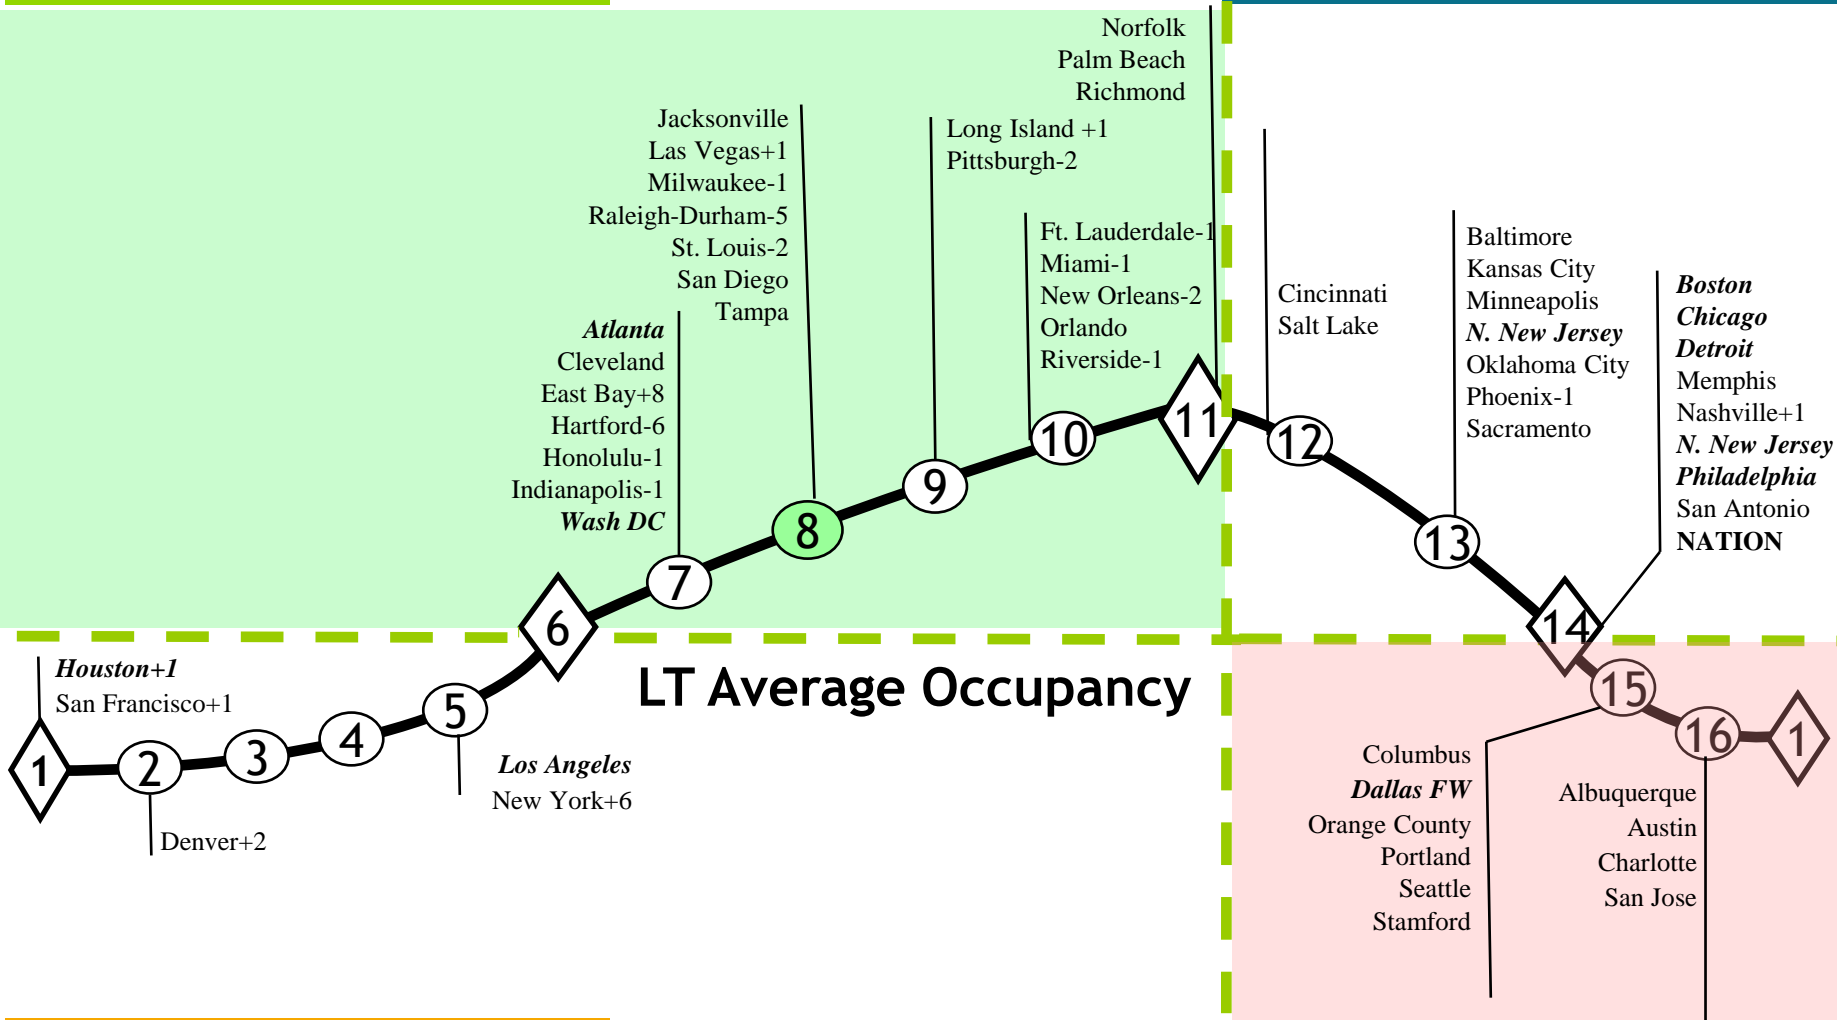 Norfolk
Palm Beach
Richmond
Jacksonville
Las Vegas+1
Milwaukee-1
Raleigh-Durham-5
St. Louis-2
San Diego
Tampa
Long Island +1
Pittsburgh-2
Ft. Lauderdale-1
Miami-1
New Orleans-2
Orlando
Riverside-1
Atlanta
Cleveland
East Bay+8
Hartford-6
Honolulu-1
Indianapolis-1
Wash DC
Cincinnati
Salt Lake
Baltimore
Kansas City
Minneapolis
N. New Jersey
Oklahoma City
Phoenix-1
Sacramento
Boston
Chicago
Detroit
Memphis
Nashville+1
N. New Jersey
Philadelphia
San Antonio
NATION
11
10
12
9
8
13
7
6
14
Houston+1
San Francisco+1
LT Average Occupancy
5
4
3
2
1
15
16
1
Los Angeles
New York+6
Denver+2
Columbus
Dallas FW
Orange County
Portland
Seattle
Stamford
Albuquerque
Austin
Charlotte
San Jose